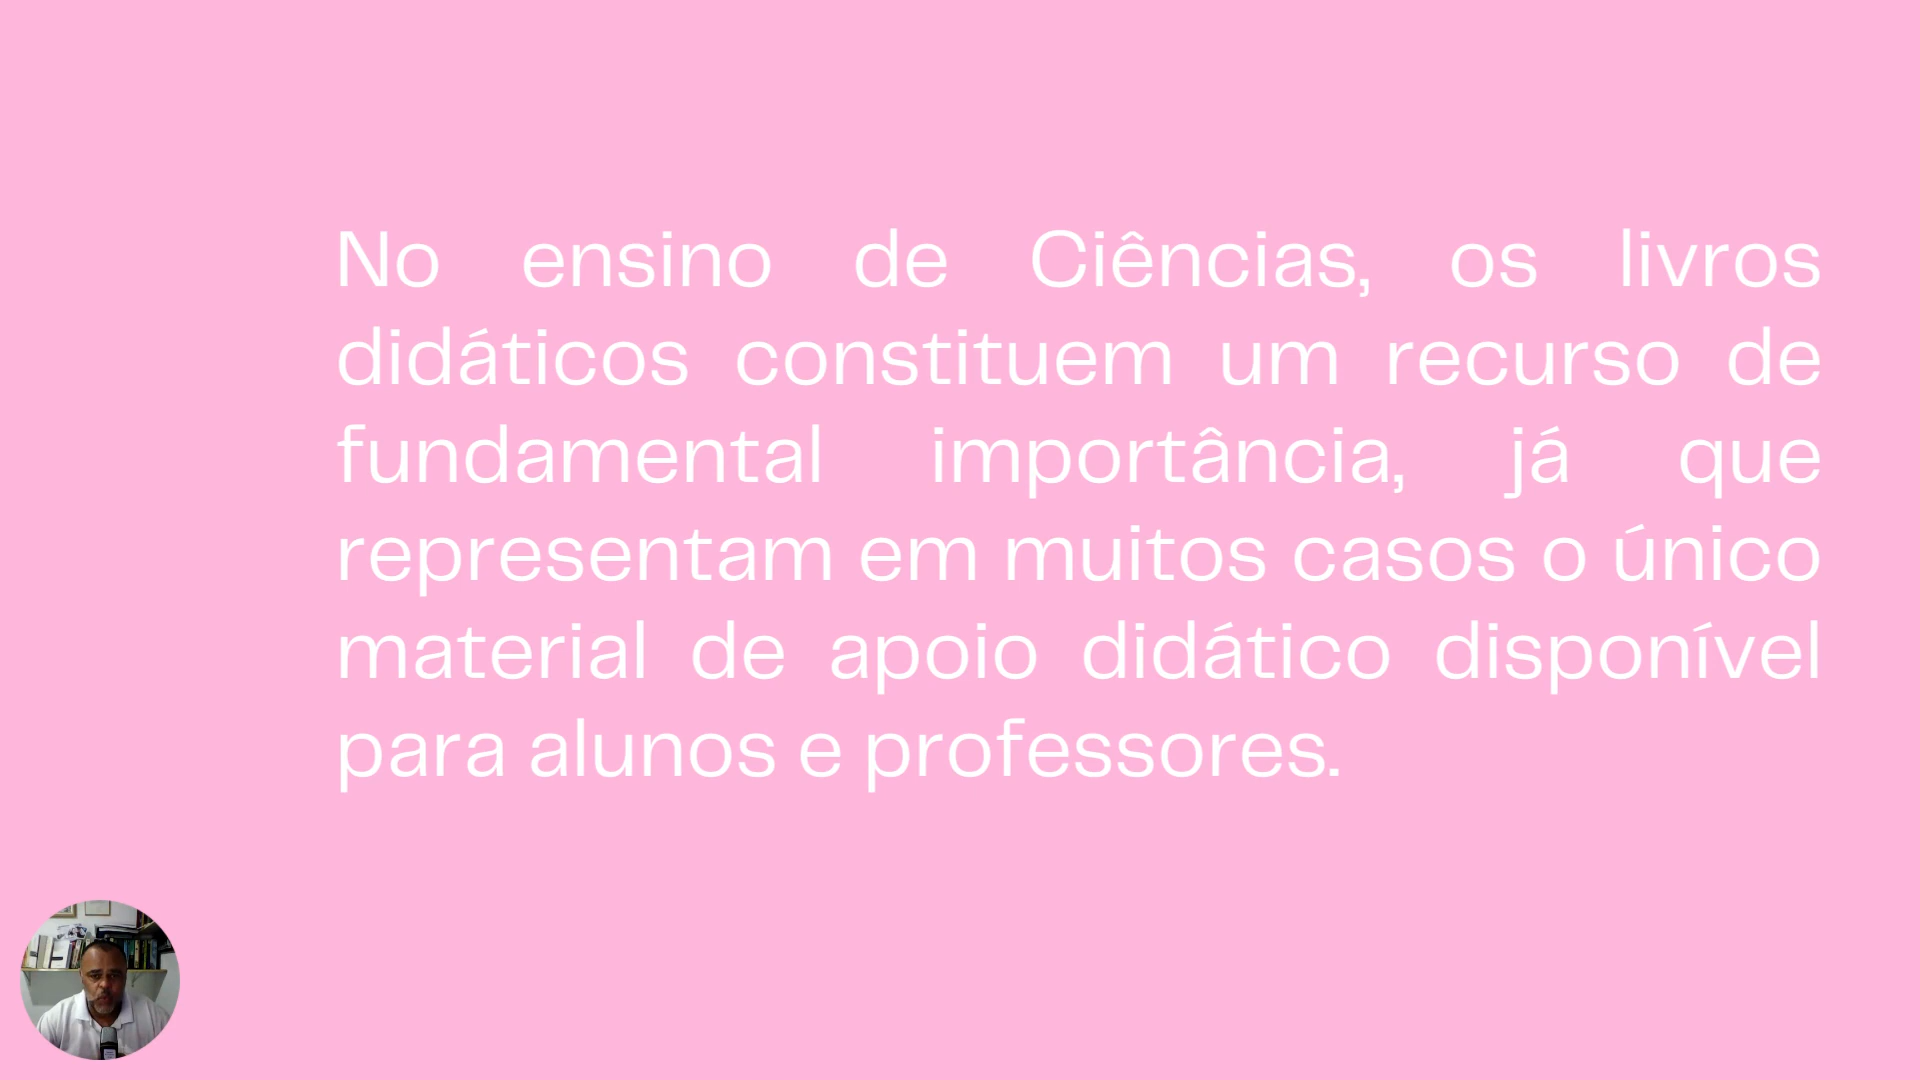 No ensino de Ciências, os livros
didáticos constituem um recurso de
fundamental importância, já que
representam em muitos casos o único
material de apoio didático disponível
para alunos e professores.